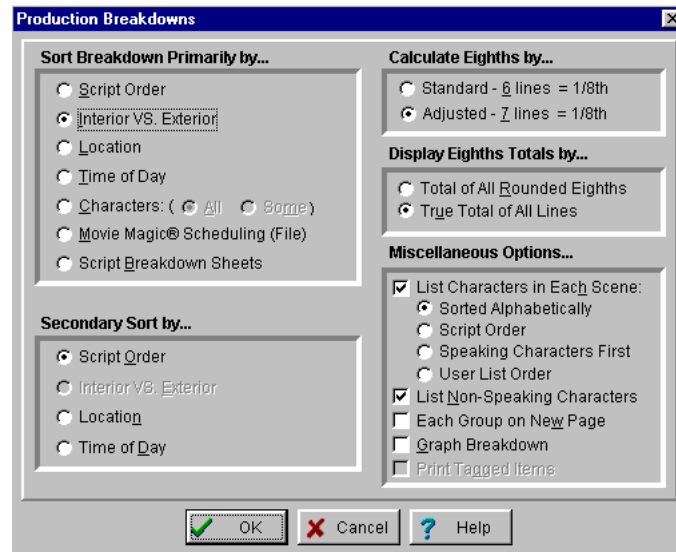 Production Breakdowns
Sort Breakdown Primarily by...
Script Order
Interior VS. Exterior
Location
Time of Day
Characters: ( All Some)
Movie Magic® Scheduling (File)
Script Breakdown Sheets
Secondary Sort by...
Script Order
Interior VS. Exterior
Location
Time of Day
Calculate Eighths by...
Standard - 6 lines = 1/8th
Adjusted - 7 lines = 1/8th
Display Eighths Totals by...
Total of All Rounded Eighths
True Total of All Lines
Miscellaneous Options...
List Characters in Each Scene:
Sorted Alphabetically
Script Order
Speaking Characters First
User List Order
List Non-Speaking Characters
Each Group on New Page
Graph Breakdown
Print Tagged Items
OK Cancel Help